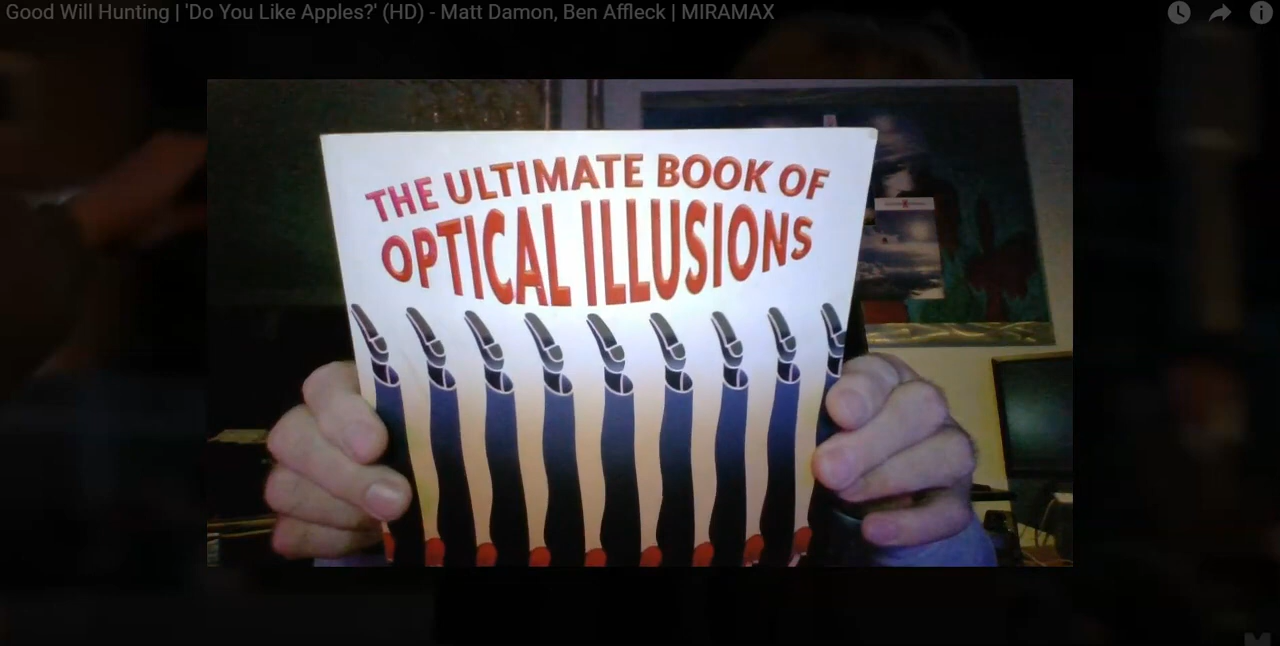 Good Will Hunting | 'Do You Like Apples?' (HD) - Matt Damon, Ben Affleck | MIRAMAX
THE ULTIMATE BOOK OF
OPTICAL ILLUSIONS